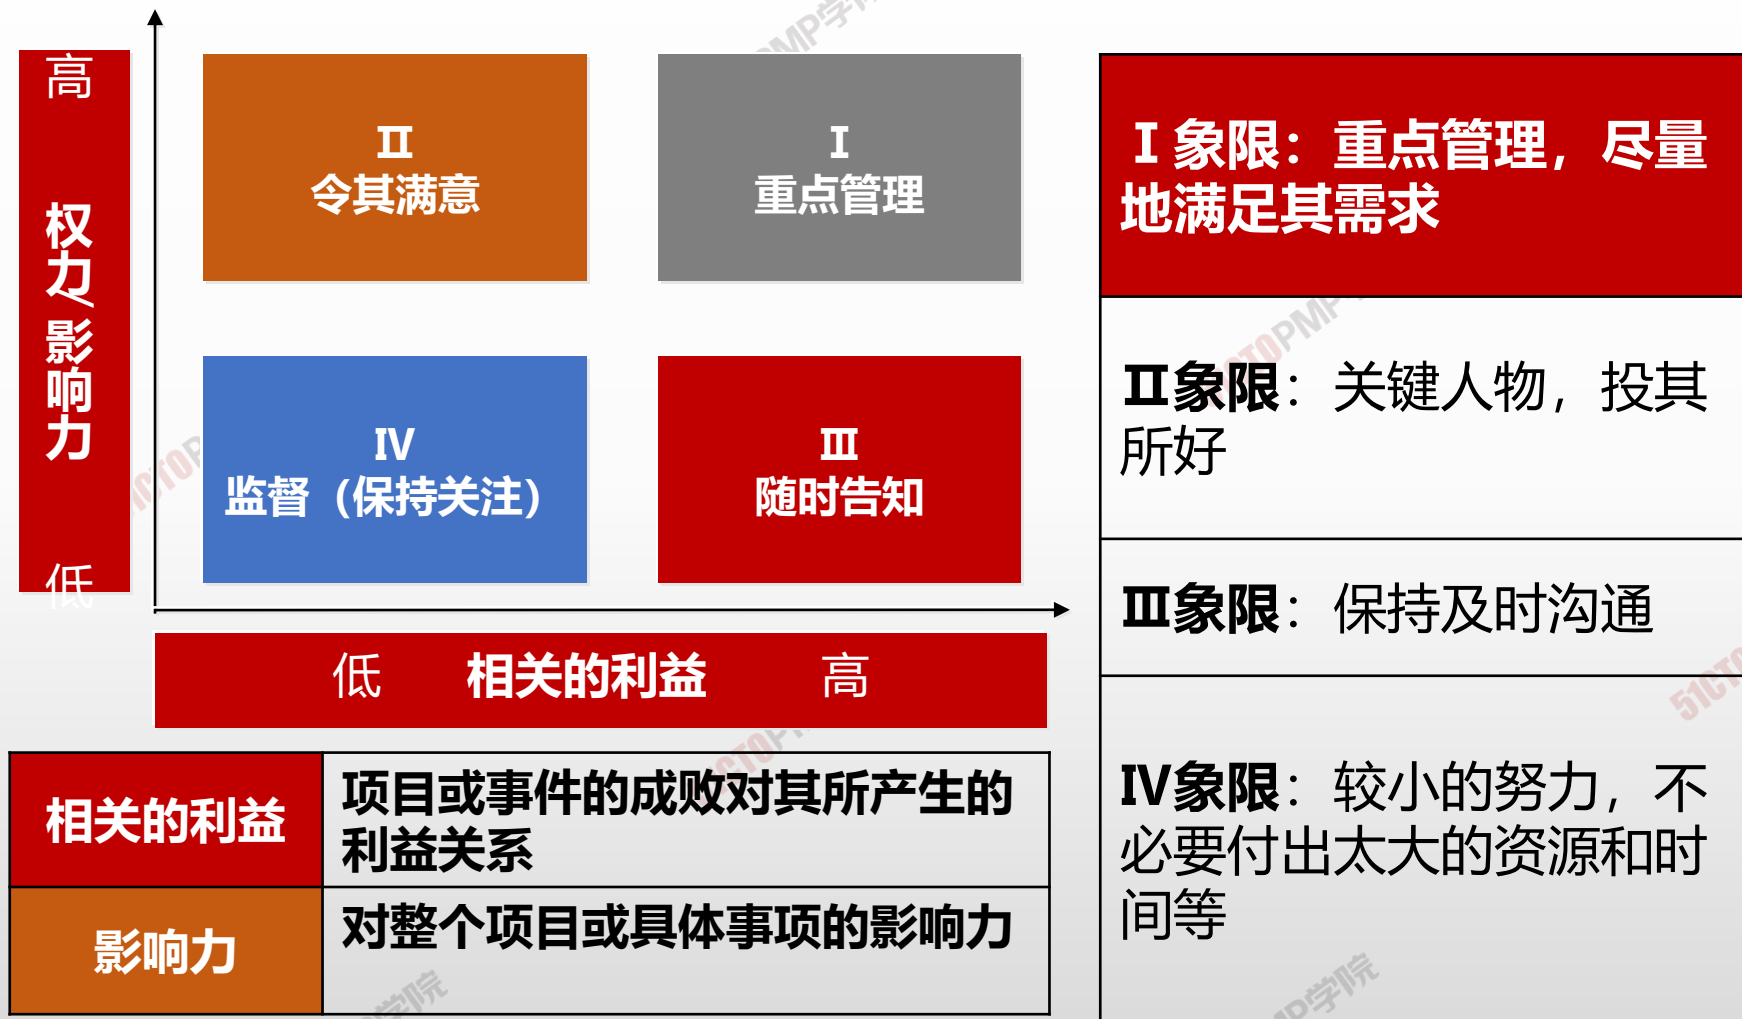 高
权力/影响力
低
II
令其满意
I
重点管理
IV
监督（保持关注）
III
随时告知
低 相关的利益 高
相关的利益
项目或事件的成败对其所产生的
利益关系
影响力
对整个项目或具体事项的影响力
I 象限：重点管理，尽量
地满足其需求
II象限：关键人物，投其
所好
III象限：保持及时沟通
IV象限：较小的努力，不
必要付出太大的资源和时
间等